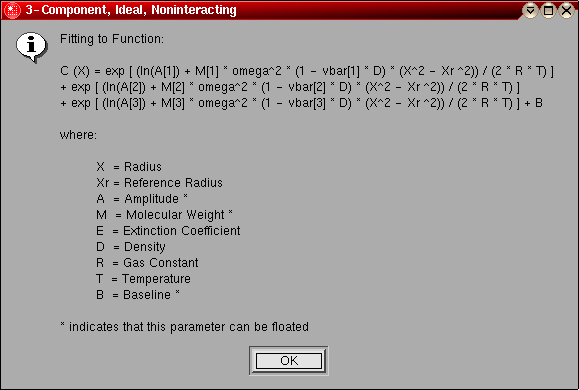 3-Component, Ideal, Noninteracting
Fitting to Function:
C (X) = exp [ (ln(A[1]) + M[1] * omega^2 * (1 - vbar[1] * D) * (X^2 - Xr ^2)) / (2 * R * T) ]
+ exp [ (ln(A[2]) + M[2] * omega^2 * (1 - vbar[2] * D) * (X^2 - Xr ^2)) / (2 * R * T) ]
+ exp [ (ln(A[3]) + M[3] * omega^2 * (1 - vbar[3] * D) * (X^2 - Xr ^2)) / (2 * R * T) ] + B
where:
X = Radius
Xr = Reference Radius
A = Amplitude *
M = Molecular Weight *
E = Extinction Coefficient
D = Density
R = Gas Constant
T = Temperature
B = Baseline *
* indicates that this parameter can be floated
OK